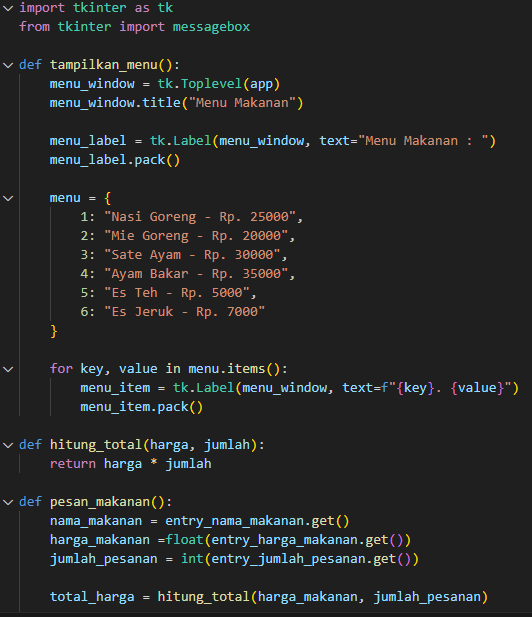 import tkinter as tk
from tkinter import messagebox

def tampilkan_menu():
    menu_window = tk.Toplevel(app)
    menu_window.title("Menu Makanan")

    menu_label = tk.Label(menu_window, text="Menu Makanan : ")
    menu_label.pack()

    menu = {
        1: "Nasi Goreng - Rp. 25000",
        2: "Mie Goreng - Rp. 20000",
        3: "Sate Ayam - Rp. 30000",
        4: "Ayam Bakar - Rp. 35000",
        5: "Es Teh - Rp. 5000",
        6: "Es Jeruk - Rp. 7000"
    }

    for key, value in menu.items():
        menu_item = tk.Label(menu_window, text=f"{key}. {value}")
        menu_item.pack()

def hitung_total(harga, jumlah):
    return harga * jumlah

def pesan_makanan():
    nama_makanan = entry_nama_makanan.get()
    harga_makanan =float(entry_harga_makanan.get())
    jumlah_pesanan = int(entry_jumlah_pesanan.get())

    total_harga = hitung_total(harga_makanan, jumlah_pesanan)